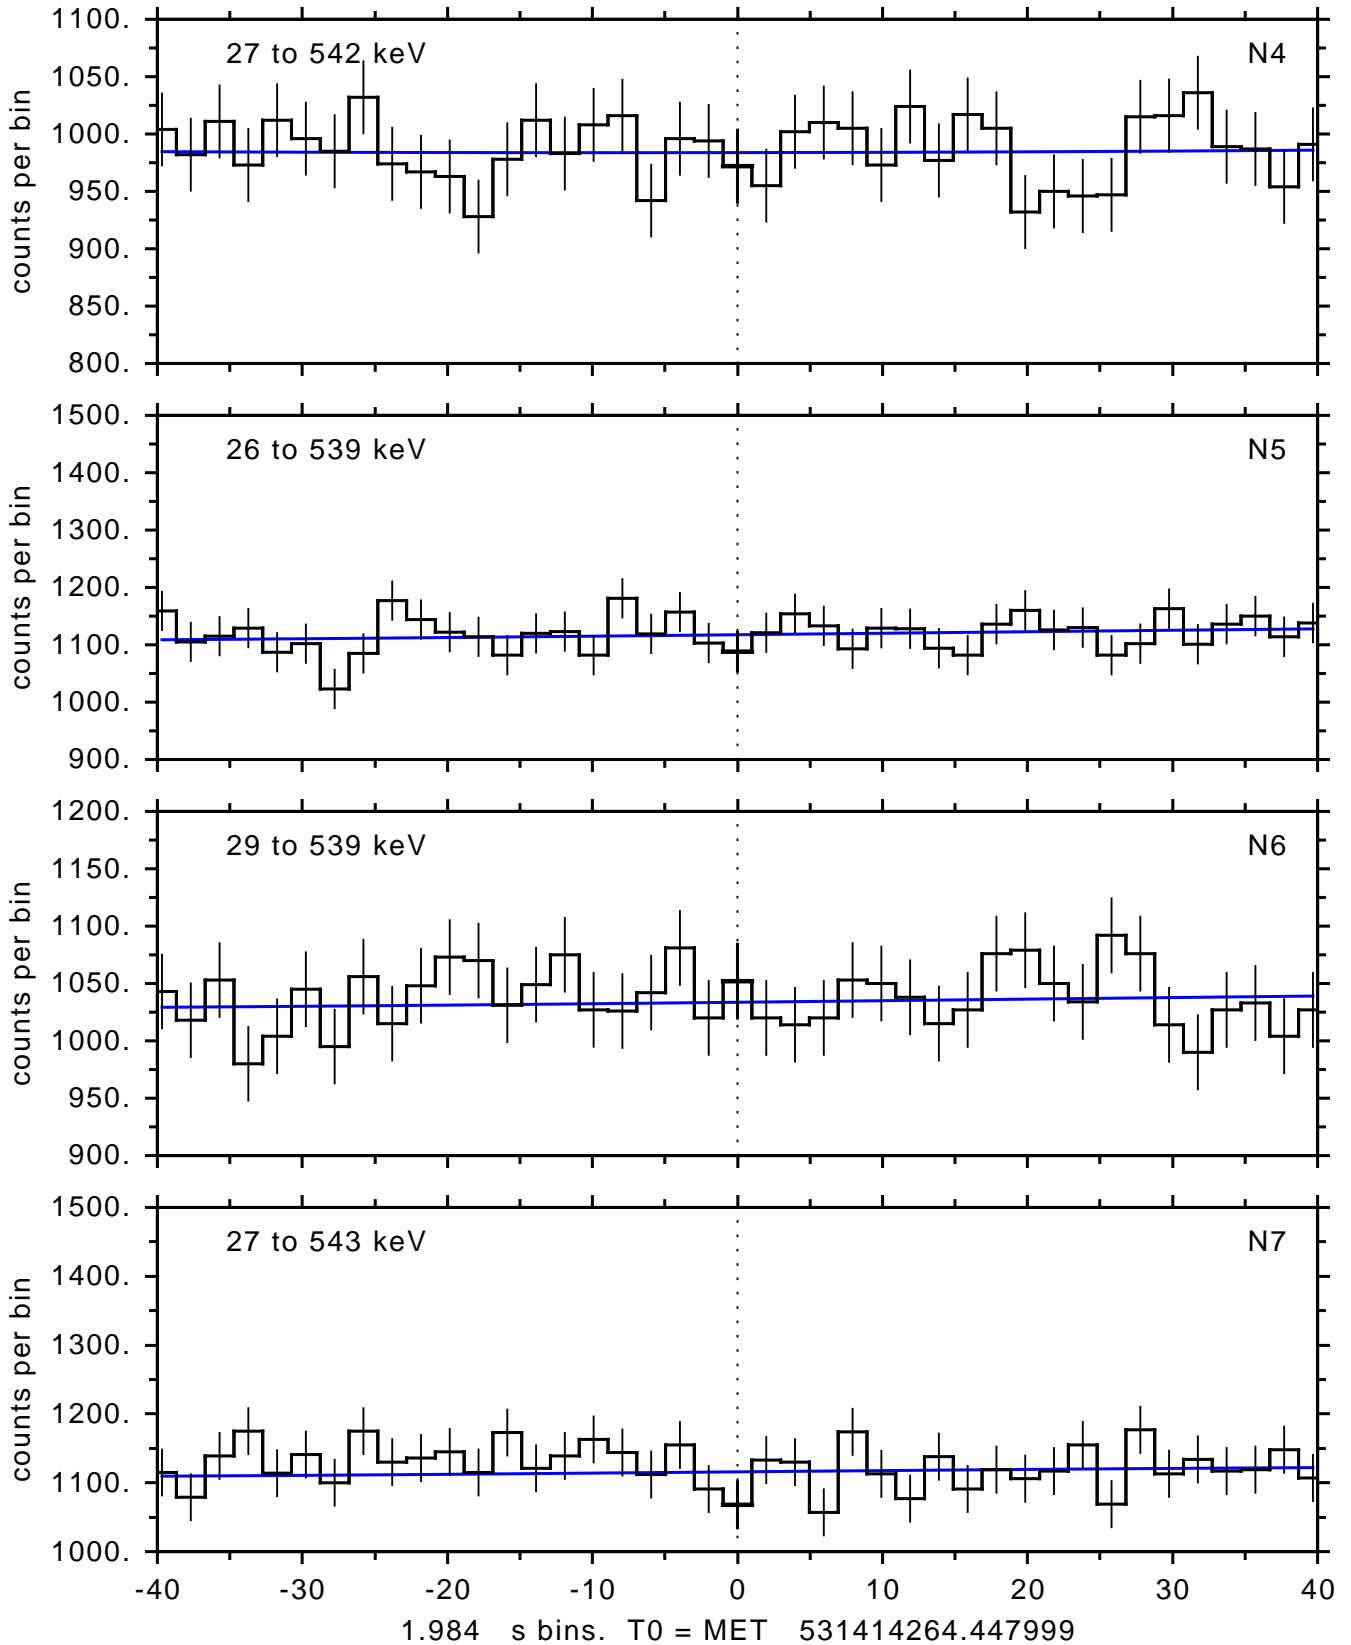 1100.
27 to 542 keV N4
1050.
1000.
950.
900.
850.
800.
counts per bin
1500.
26 to 539 keV N5
1400.
1300.
1200.
1100.
1000.
900.
counts per bin
1200.
29 to 539 keV N6
1150.
1100.
1050.
1000.
950.
900.
counts per bin
1500.
27 to 543 keV N7
1400.
1300.
1200.
1100.
1000.
counts per bin
-40 -30 -20 -10 0 10 20 30 40
1.984 s bins. T0 = MET 531414264.447999